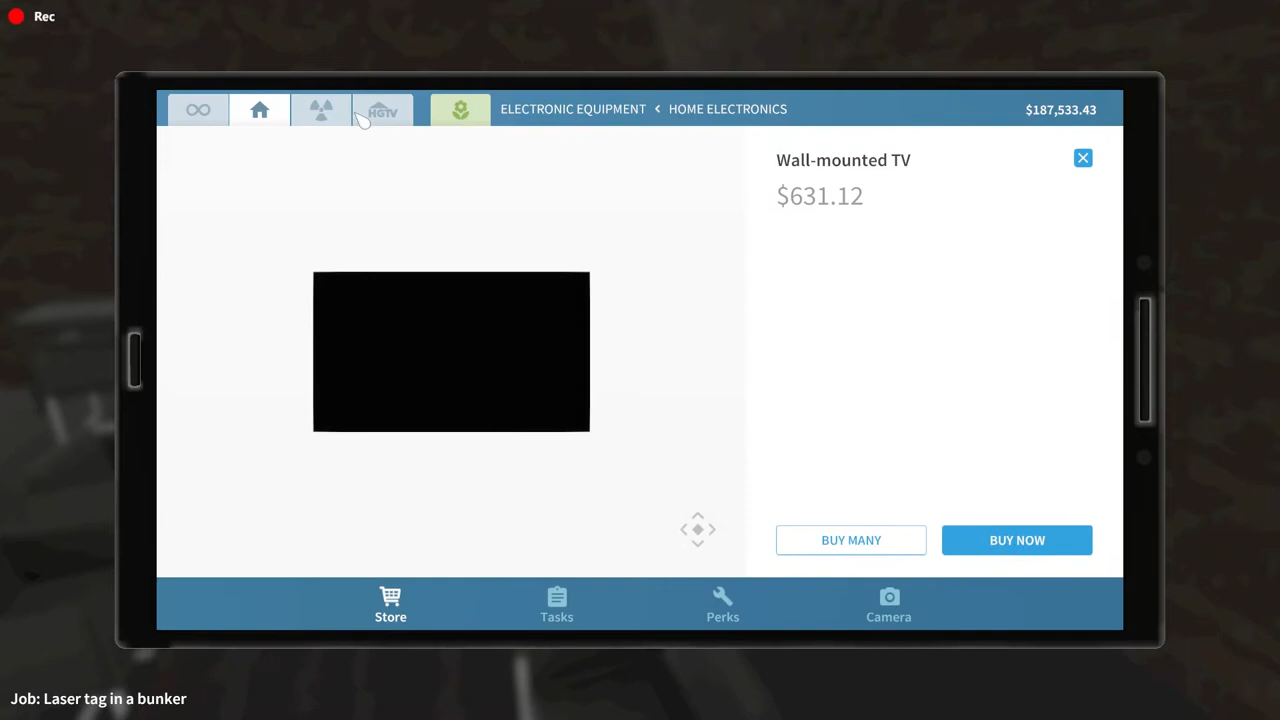 Rec
HGTV
ELECTRONIC EQUIPMENT < HOME ELECTRONICS
$187,533.43
Wall-mounted TV
$631.12
BUY MANY
BUY NOW
Store
Tasks
Perks
Camera
Job: Laser tag in a bunker